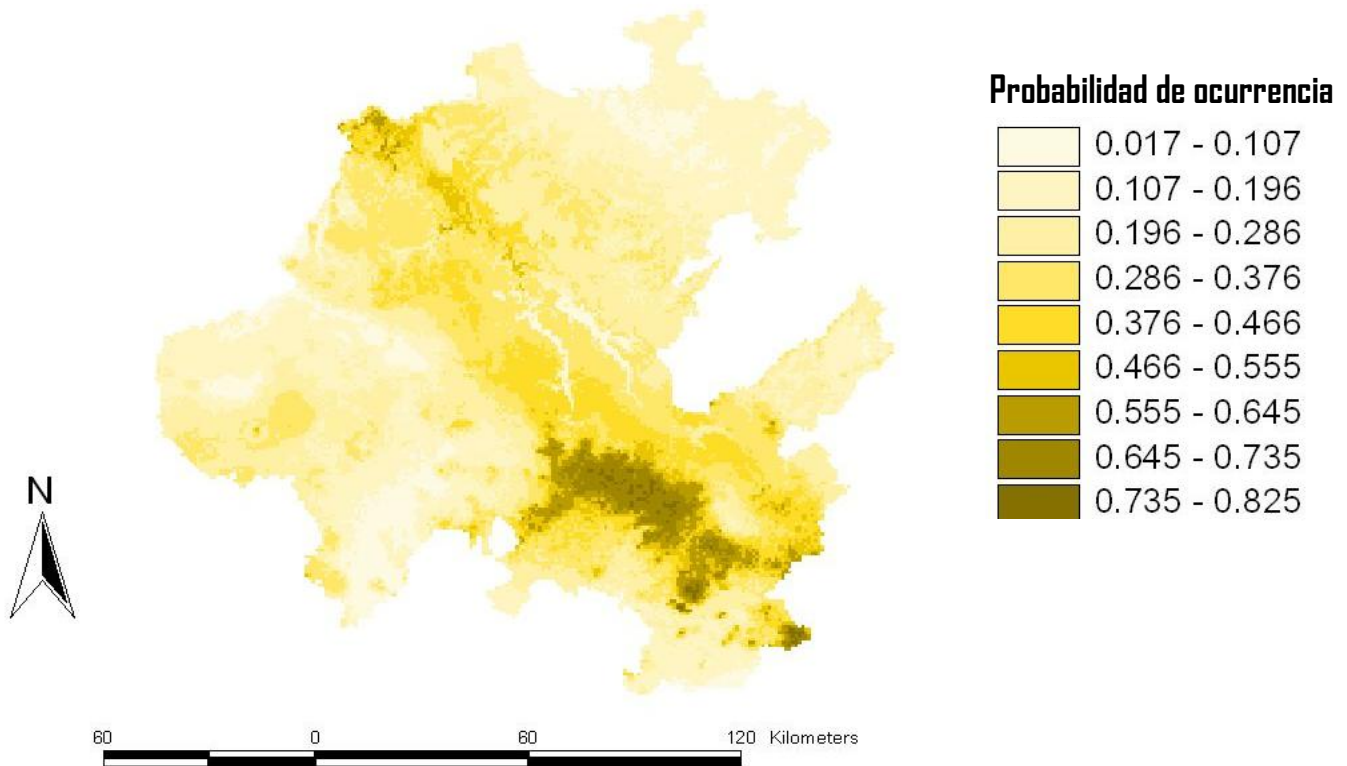 Probabilidad de ocurrencia
0.017 - 0.107
0.107 - 0.196
0.196 - 0.286
0.286 - 0.376
0.376 - 0.466
0.466 - 0.555
0.555 - 0.645
0.645 - 0.735
0.735 - 0.825
N
60 0 60 120 Kilometers